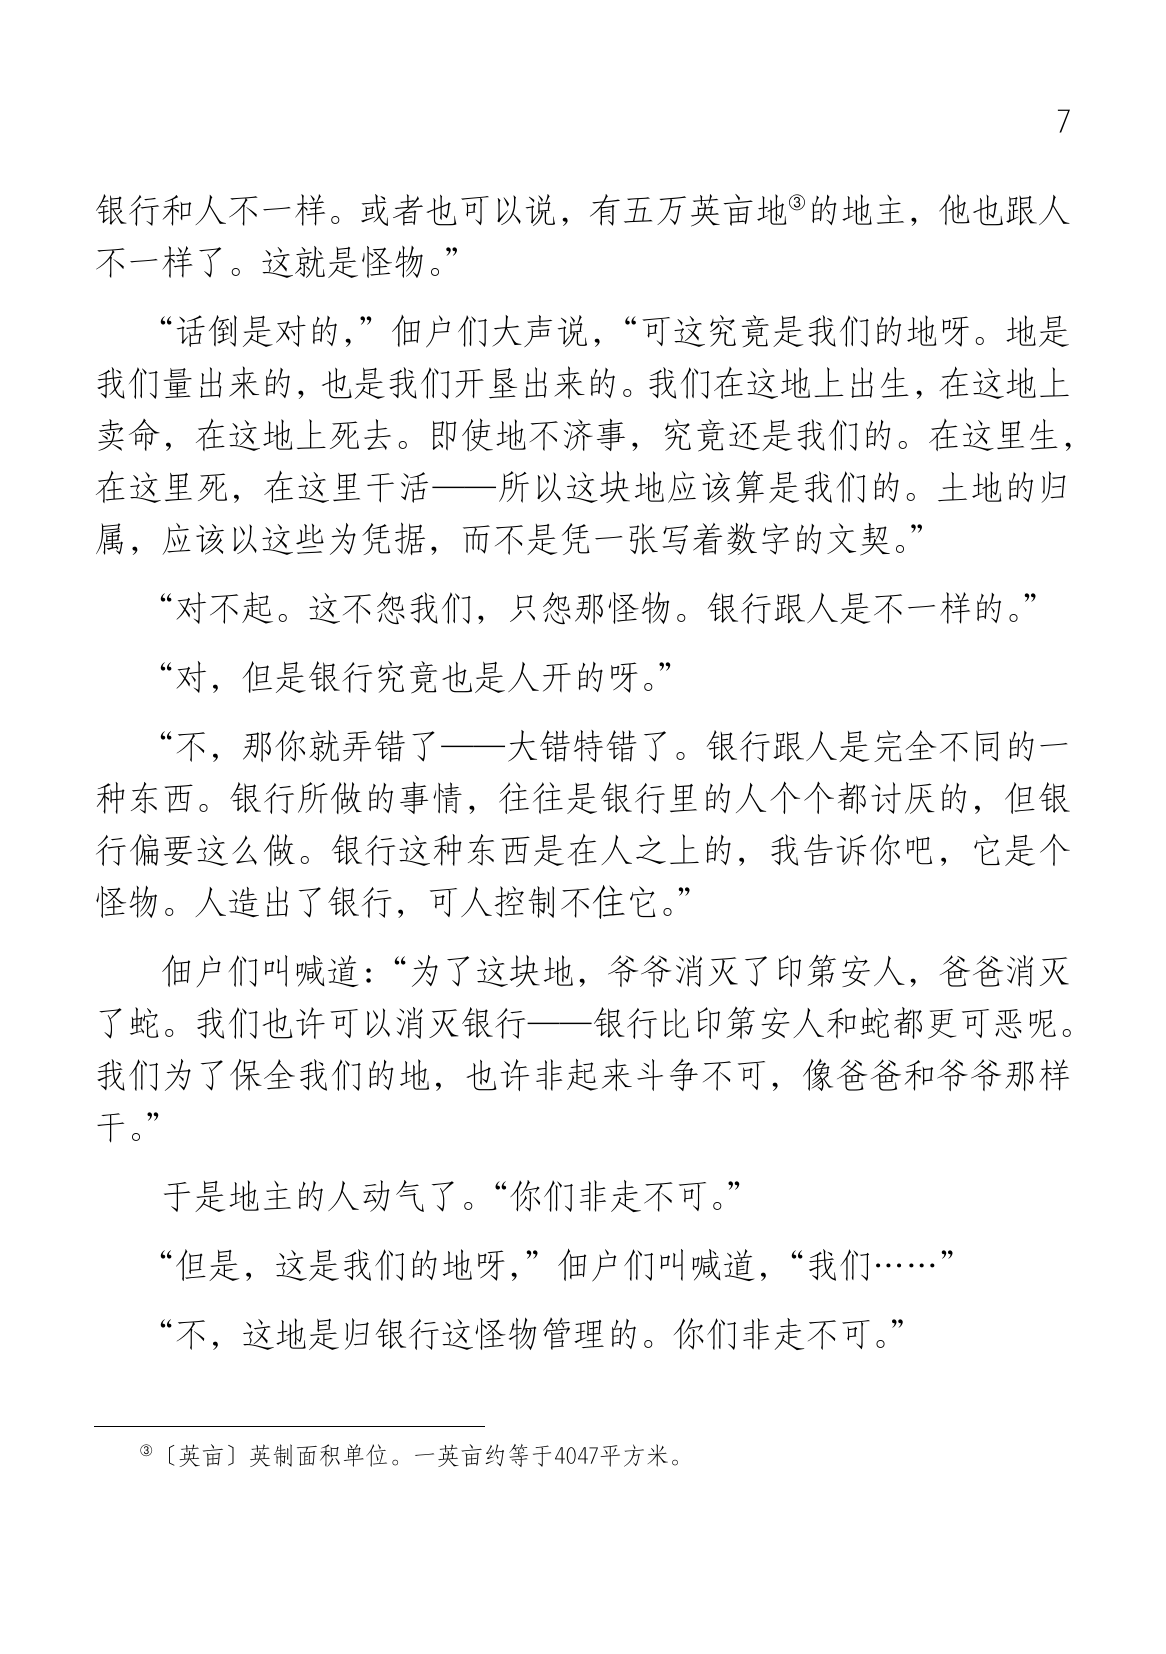 7
银行和人不一样。或者也可以说，有五万英亩地③的地主，他也跟人
不一样了。这就是怪物。”
“话倒是对的，”佃户们大声说，“可这究竟是我们的地呀。地是
我们量出来的，也是我们开垦出来的。我们在这地上出生，在这地上
卖命，在这地上死去。即使地不济事，究竟还是我们的。在这里生，
在这里死，在这里干活——所以这块地应该算是我们的。土地的归
属，应该以这些为凭据，而不是凭一张写着数字的文契。”
“对不起。这不怨我们，只怨那怪物。银行跟人是不一样的。”
“对，但是银行究竟也是人开的呀。”
“不，那你就弄错了——大错特错了。银行跟人是完全不同的一
种东西。银行所做的事情，往往是银行里的人个个都讨厌的，但银
行偏要这么做。银行这种东西是在人之上的，我告诉你吧，它是个
怪物。人造出了银行，可人控制不住它。”
佃户们叫喊道：“为了这块地，爷爷消灭了印第安人，爸爸消灭
了蛇。我们也许可以消灭银行——银行比印第安人和蛇都更可恶呢。
我们为了保全我们的地，也许非起来斗争不可，像爸爸和爷爷那样
干。”
于是地主的人动气了。“你们非走不可。”
“但是，这是我们的地呀，”佃户们叫喊道，“我们……”
“不，这地是归银行这怪物管理的。你们非走不可。”
③〔英亩〕英制面积单位。一英亩约等于4047平方米。